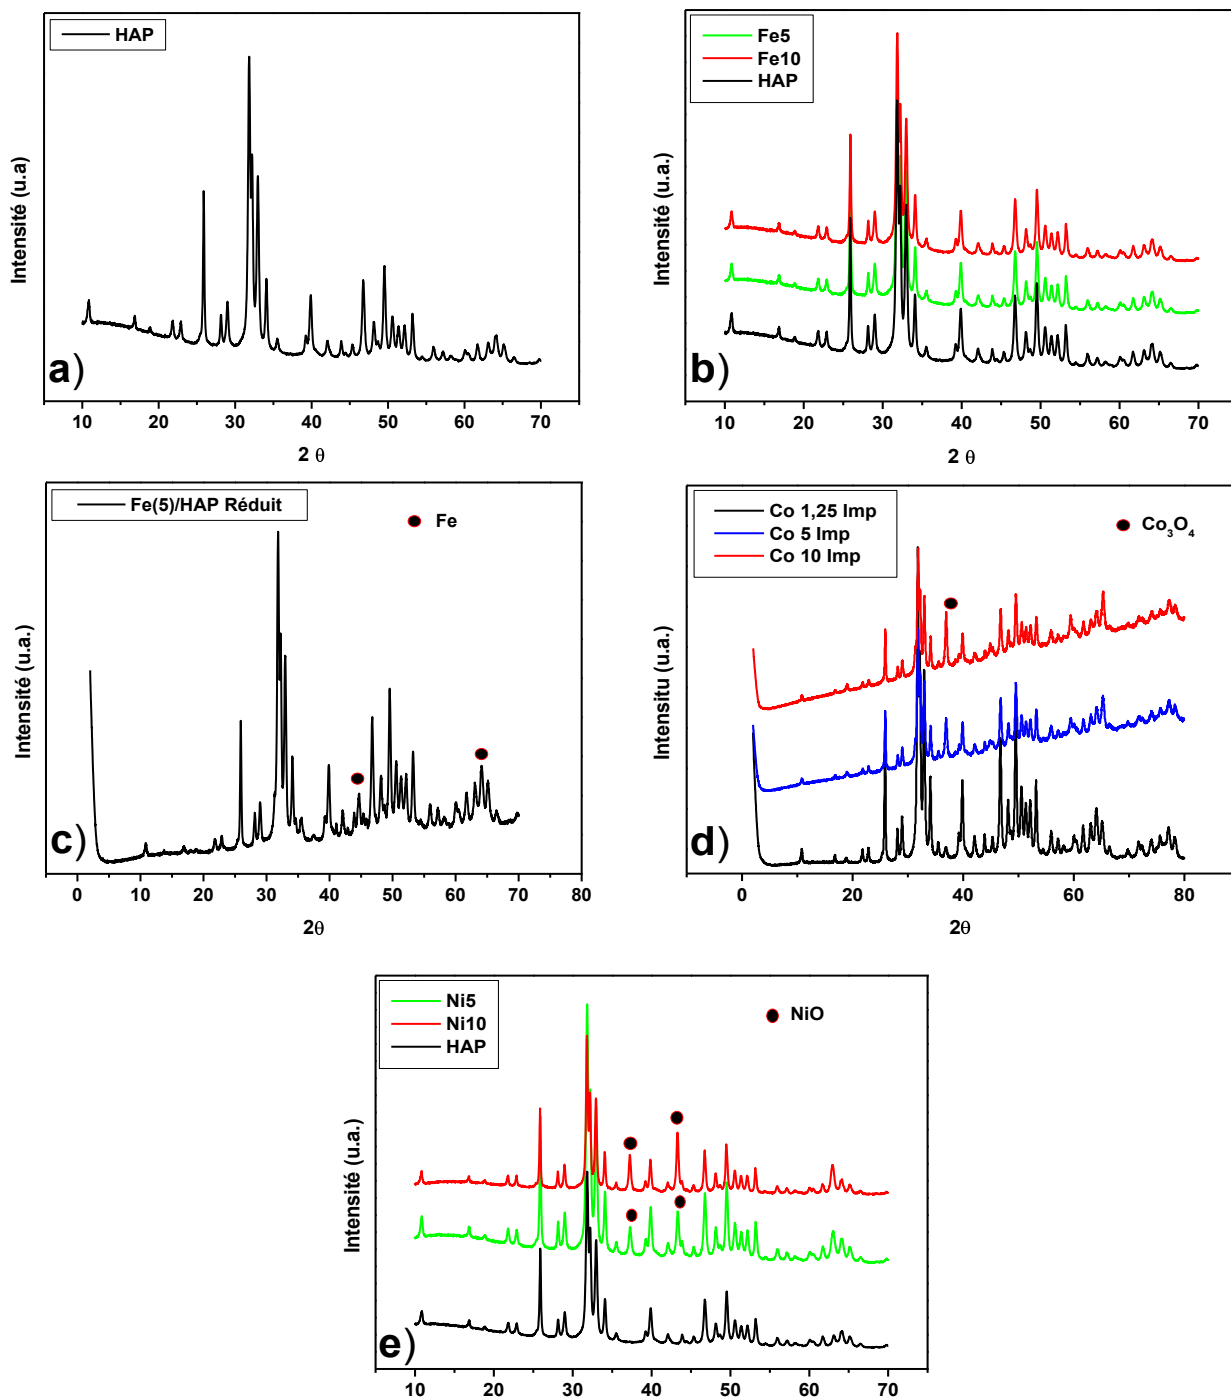 HAP
Intensité (u.a)
a)
10 20 30 40 50 60 70
2 θ
Fe5
Fe10
HAP
Intensité (u.a.)
b)
10 20 30 40 50 60 70
2 θ
Fe(5)/HAP Réduit
Fe
Intensité (u.a.)
c)
0 10 20 30 40 50 60 70
2θ
Co 1,25 Imp
Co 5 Imp
Co 10 Imp
Co₃O₄
Intensitu (u.a.)
d)
0 20 40 60 80
2θ
Ni5
Ni10
HAP
NiO
Intensité (u.a.)
e)
10 20 30 40 50 60 70